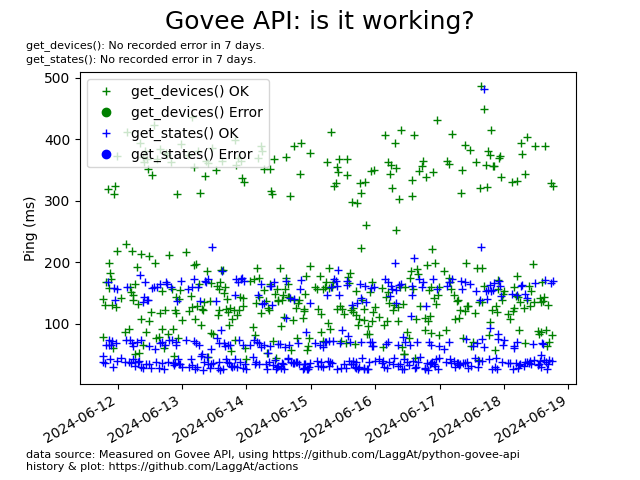 Govee API: is it working?
get_devices(): No recorded error in 7 days.
get_states(): No recorded error in 7 days.
500
400
300
200
100
Ping (ms)
get_devices() OK
get_devices() Error
get_states() OK
get_states() Error
2024-06-12
2024-06-13
2024-06-14
2024-06-15
2024-06-16
2024-06-17
2024-06-18
2024-06-19
data source: Measured on Govee API, using https://github.com/LaggAt/python-govee-api
history & plot: https://github.com/LaggAt/actions